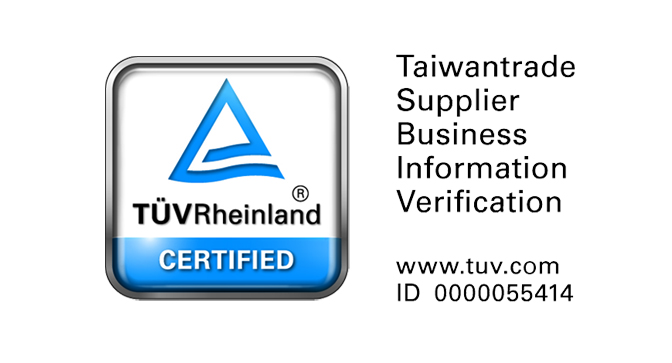 TÜVRheinland®
CERTIFIED
Taiwantrade
Supplier
Business
Information
Verification
www.tuv.com
ID 0000055414